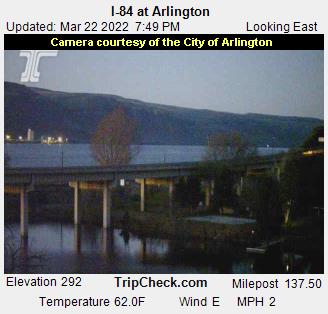 I-84 at Arlington
Updated: Mar 22 2022 7:49 PM Looking East
Camera courtesy of the City of Arlington
Elevation 292 TripCheck.com Milepost 137.50
Temperature 62.0F Wind E MPH 2